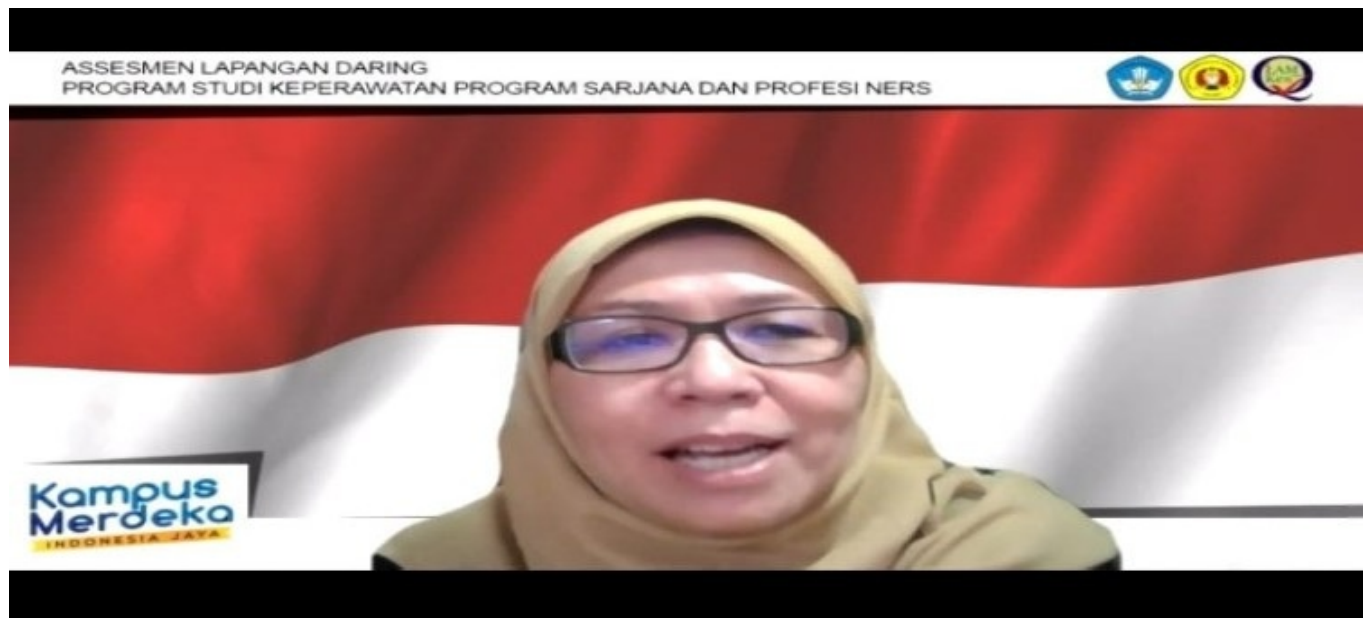 ASSESMEN LAPANGAN DARING
PROGRAM STUDI KEPERAWATAN PROGRAM SARJANA DAN PROFESI NERS
Kampus
Merdeka
INDONESIA JAYA